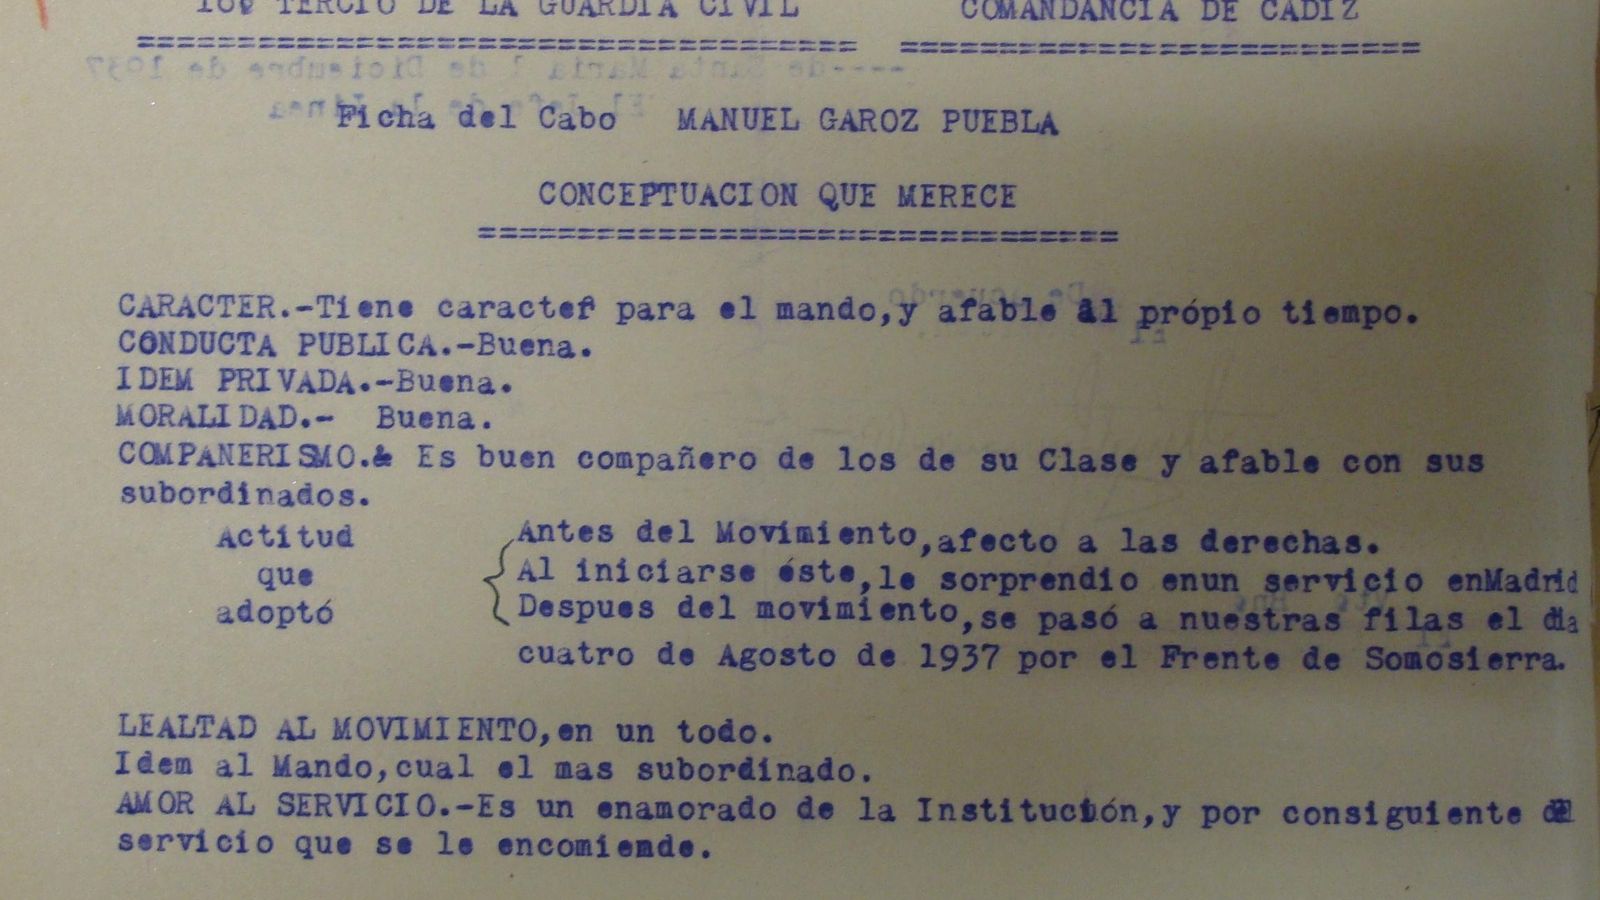 16º TERCIO DE LA GUARDIA CIVIL COMANDANCIA DE CADIZ
====================================
==========================
Ficha del Cabo MANUEL GAROZ PUEBLA
CONCEPTUACION QUE MERECE
================================
CARACTER.-Tiene caracter para el mando,y afable al própio tiempo.
CONDUCTA PUBLICA.-Buena.
IDEM PRIVADA.-Buena.
MORALIDAD.- Buena.
COMPANERISMO.& Es buen compañero de los de su Clase y afable con sus
subordinados.
Actitud Antes del Movimiento,afecto a las derechas.
que Al iniciarse éste,le sorprendio enun servicio enMadrid
adoptó Despues del movimiento,se pasó a nuestras filas el dia
cuatro de Agosto de 1937 por el Frente de Somosierra.
LEALTAD AL MOVIMIENTO,en un todo.
Idem al Mando,cual el mas subordinado.
AMOR AL SERVICIO.-Es un enamorado de la Institución,y por consiguiente del
servicio que se le encomiende.